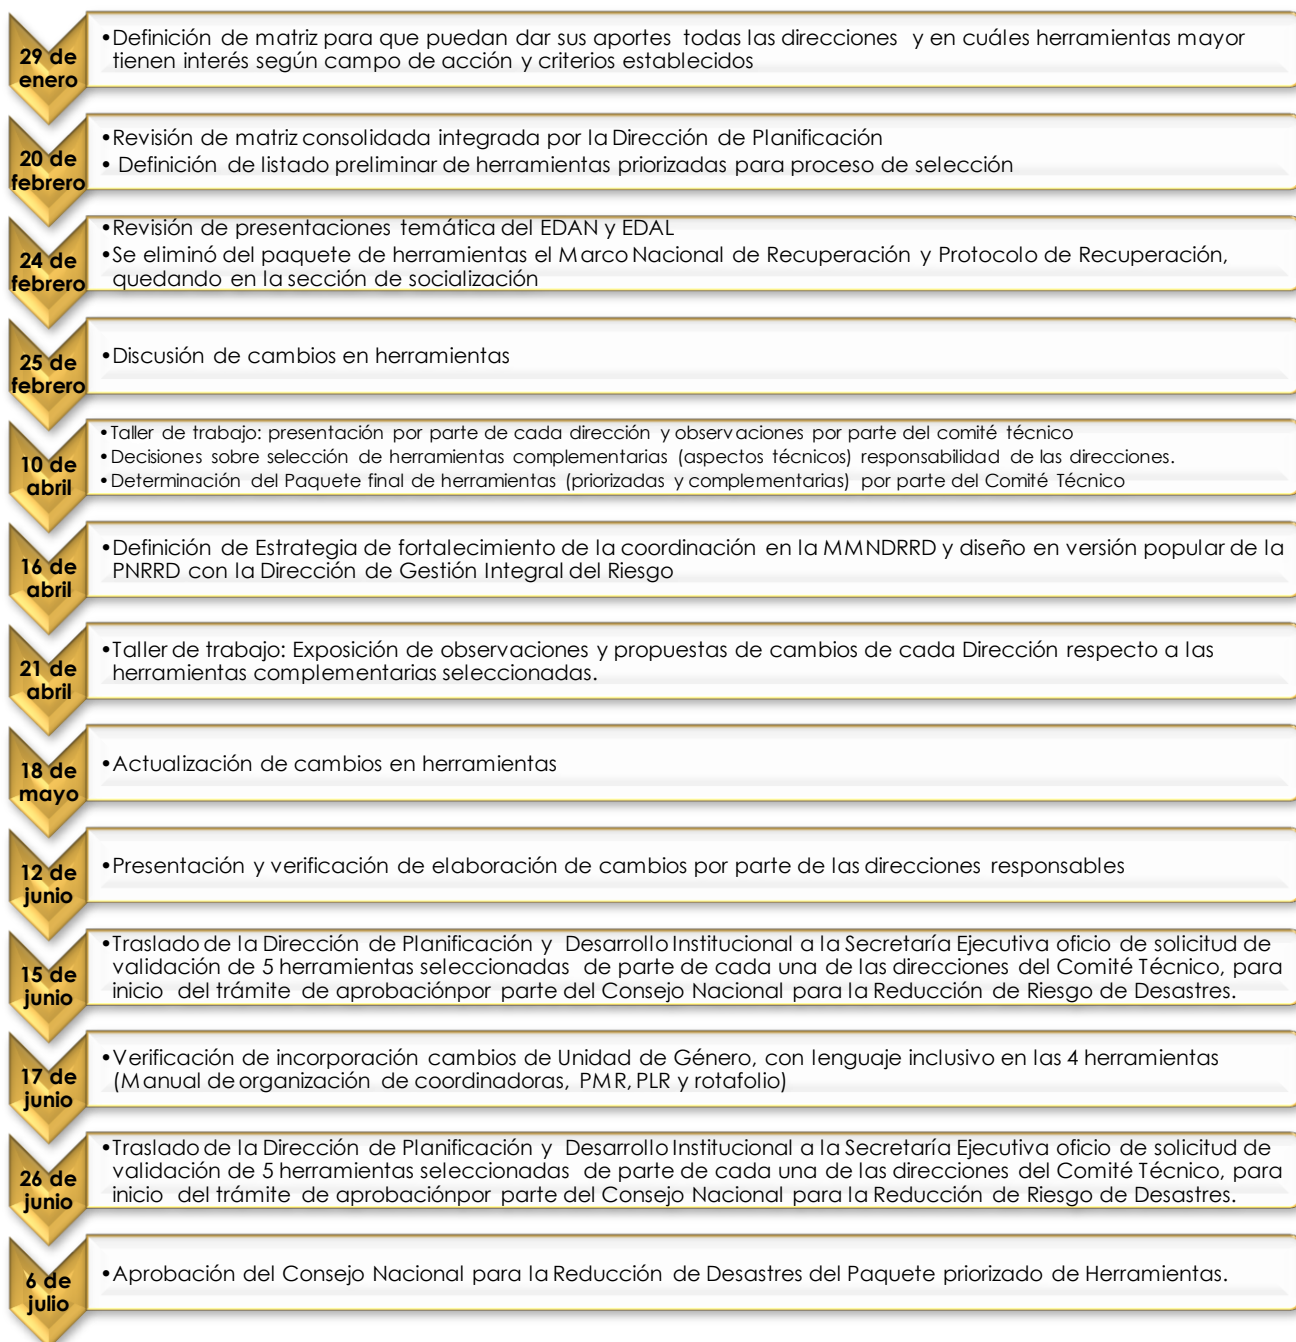 29 de
enero
•Definición de matriz para que puedan dar sus aportes todas las direcciones y en cuáles herramientas mayor
tienen interés según campo de acción y criterios establecidos
20 de
febrero
•Revisión de matriz consolidada integrada por la Dirección de Planificación
• Definición de listado preliminar de herramientas priorizadas para proceso de selección
24 de
febrero
•Revisión de presentaciones temática del EDAN y EDAL
•Se eliminó del paquete de herramientas el Marco Nacional de Recuperación y Protocolo de Recuperación,
quedando en la sección de socialización
25 de
febrero
•Discusión de cambios en herramientas
10 de
abril
•Taller de trabajo: presentación por parte de cada dirección y observaciones por parte del comité técnico
•Decisiones sobre selección de herramientas complementarias (aspectos técnicos) responsabilidad de las direcciones.
•Determinación del Paquete final de herramientas (priorizadas y complementarias) por parte del Comité Técnico
16 de
abril
•Definición de Estrategia de fortalecimiento de la coordinación en la MMNDRRD y diseño en versión popular de la
PNRRD con la Dirección de Gestión Integral del Riesgo
21 de
abril
•Taller de trabajo: Exposición de observaciones y propuestas de cambios de cada Dirección respecto a las
herramientas complementarias seleccionadas.
18 de
mayo
•Actualización de cambios en herramientas
12 de
junio
•Presentación y verificación de elaboración de cambios por parte de las direcciones responsables
15 de
junio
•Traslado de la Dirección de Planificación y Desarrollo Institucional a la Secretaría Ejecutiva oficio de solicitud de
validación de 5 herramientas seleccionadas de parte de cada una de las direcciones del Comité Técnico, para
inicio del trámite de aprobaciónpor parte del Consejo Nacional para la Reducción de Riesgo de Desastres.
17 de
junio
•Verificación de incorporación cambios de Unidad de Género, con lenguaje inclusivo en las 4 herramientas
(Manual de organización de coordinadoras, PMR, PLR y rotafolio)
26 de
junio
•Traslado de la Dirección de Planificación y Desarrollo Institucional a la Secretaría Ejecutiva oficio de solicitud de
validación de 5 herramientas seleccionadas de parte de cada una de las direcciones del Comité Técnico, para
inicio del trámite de aprobaciónpor parte del Consejo Nacional para la Reducción de Riesgo de Desastres.
6 de
julio
•Aprobación del Consejo Nacional para la Reducción de Desastres del Paquete priorizado de Herramientas.